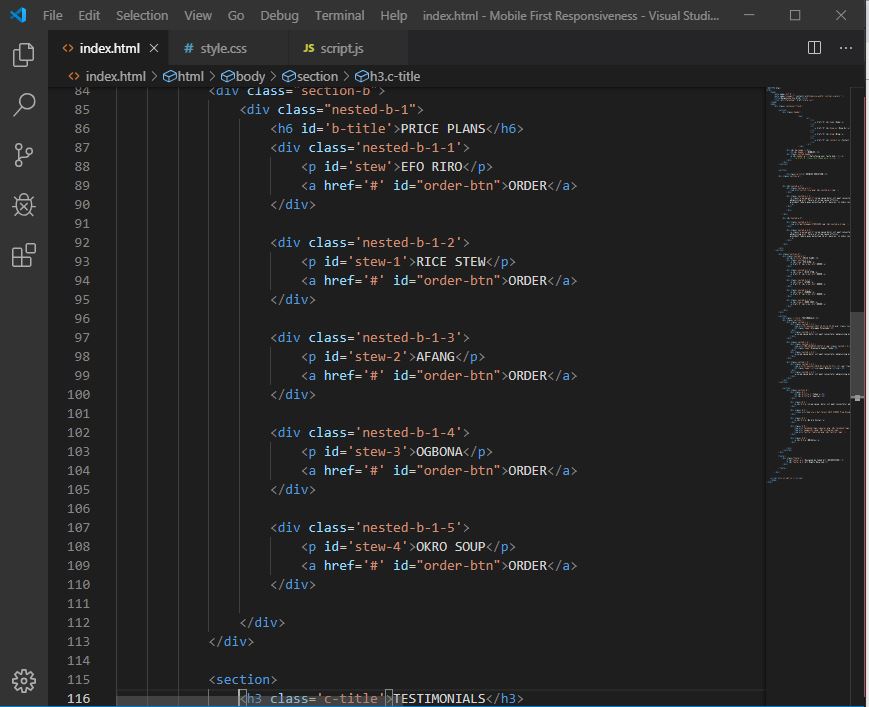 File Edit Selection View Go Debug Terminal Help index.html - Mobile First Responsiveness - Visual Studi...
<> index.html × # style.css JS script.js
<> index.html > html > body > section > h3.c-title
84 <div class="section-b">
85 <div class="nested-b-1">
86 <h6 id='b-title'>PRICE PLANS</h6>
87 <div class='nested-b-1-1'>
88 <p id='stew'>EFO RIRO</p>
89 <a href='#' id="order-btn">ORDER</a>
90 </div>
91
92 <div class='nested-b-1-2'>
93 <p id='stew-1'>RICE STEW</p>
94 <a href='#' id="order-btn">ORDER</a>
95 </div>
96
97 <div class='nested-b-1-3'>
98 <p id='stew-2'>AFANG</p>
99 <a href='#' id="order-btn">ORDER</a>
100 </div>
101
102 <div class='nested-b-1-4'>
103 <p id='stew-3'>OGBONA</p>
104 <a href='#' id="order-btn">ORDER</a>
105 </div>
106
107 <div class='nested-b-1-5'>
108 <p id='stew-4'>OKRO SOUP</p>
109 <a href='#' id="order-btn">ORDER</a>
110 </div>
111
112 </div>
113 </div>
114
115 <section>
116 <h3 class='c-title'>TESTIMONIALS</h3>